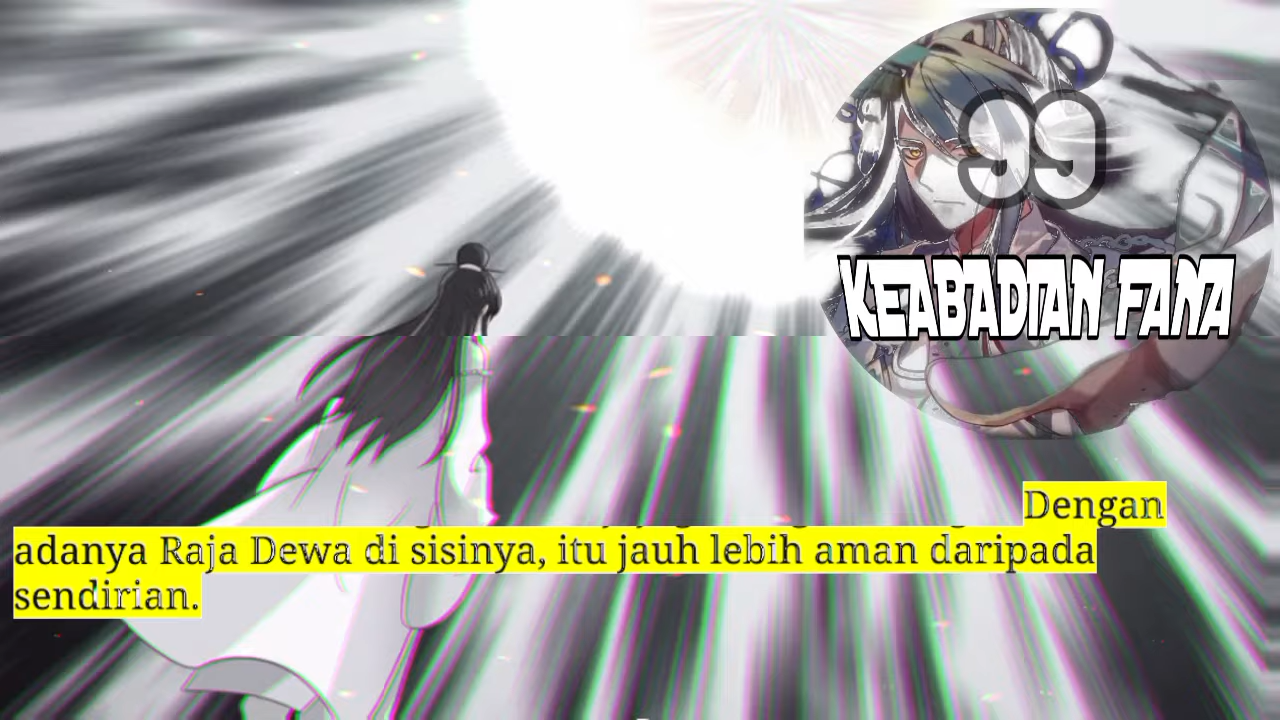 99
KEABADIAN FANA
Dengan
adanya Raja Dewa di sisinya, itu jauh lebih aman daripada
sendirian.